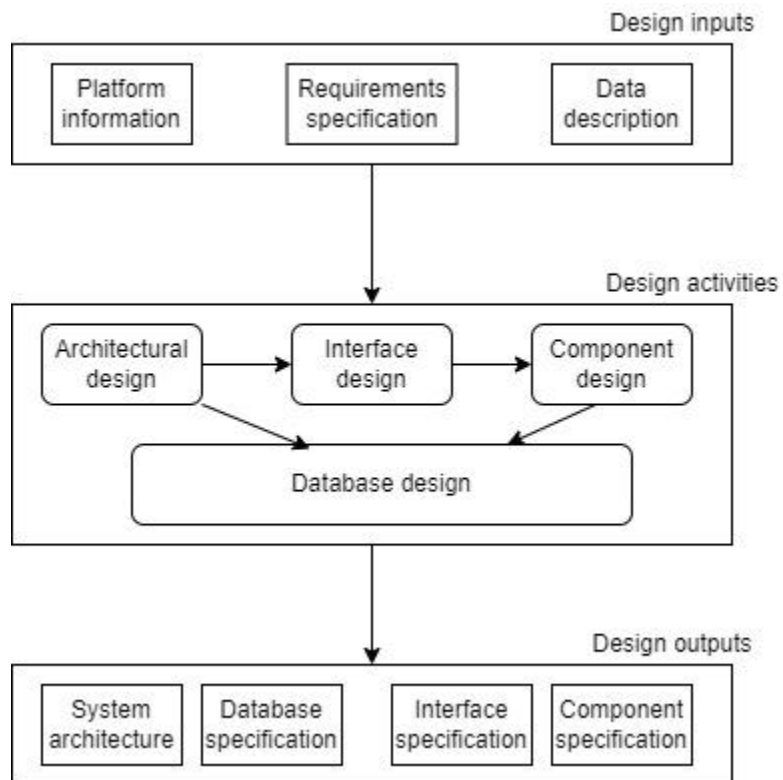 Design inputs
Platform
information
Requirements
specification
Data
description
Design activities
Architectural
design
Interface
design
Component
design
Database design
Design outputs
System
architecture
Database
specification
Interface
specification
Component
specification